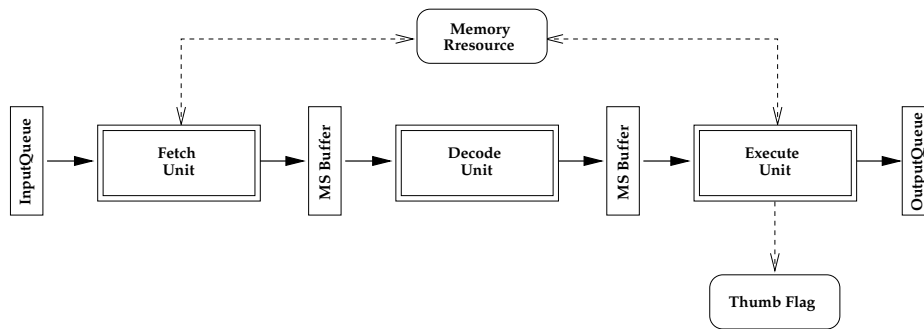 Memory
Rresource
InputQueue
Fetch
Unit
MS Buffer
Decode
Unit
MS Buffer
Execute
Unit
OutputQueue
Thumb Flag